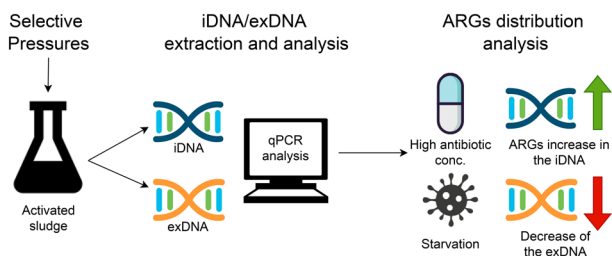 Selective
Pressures
iDNA/exDNA
extraction and analysis
ARGs distribution
analysis
iDNA
exDNA
qPCR
analysis
Activated
sludge
High antibiotic
conc.
ARGs increase in
the iDNA
Starvation
Decrease of
the exDNA